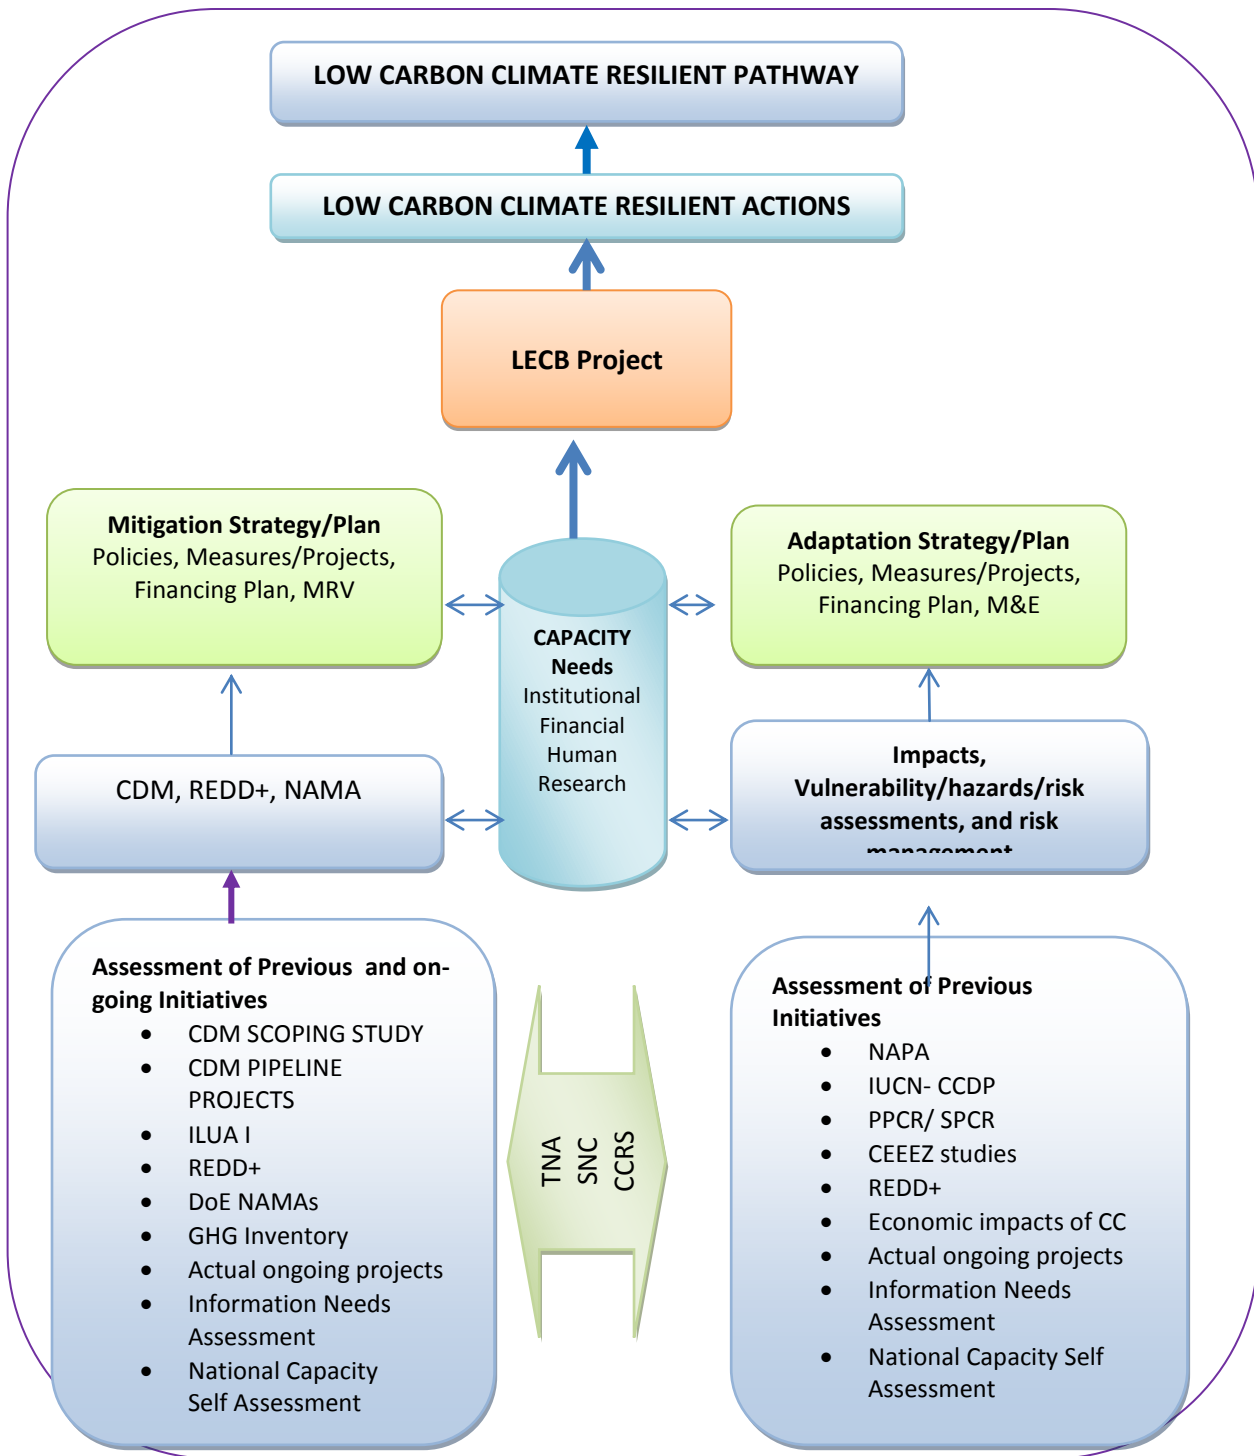 LOW CARBON CLIMATE RESILIENT PATHWAY
LOW CARBON CLIMATE RESILIENT ACTIONS
LECB Project
Mitigation Strategy/Plan
Policies, Measures/Projects,
Financing Plan, MRV
CAPACITY
Needs
Institutional
Financial
Human
Research
Adaptation Strategy/Plan
Policies, Measures/Projects,
Financing Plan, M&E
CDM, REDD+, NAMA
Impacts,
Vulnerability/hazards/risk
assessments, and risk
management
Assessment of Previous and on-
going Initiatives
• CDM SCOPING STUDY
• CDM PIPELINE
PROJECTS
• ILUA I
• REDD+
• DoE NAMAs
• GHG Inventory
• Actual ongoing projects
• Information Needs
Assessment
• National Capacity
Self Assessment
TNA
SNC
CCRS
Assessment of Previous
Initiatives
• NAPA
• IUCN- CCDP
• PPCR/ SPCR
• CEEEZ studies
• REDD+
• Economic impacts of CC
• Actual ongoing projects
• Information Needs
Assessment
• National Capacity Self
Assessment